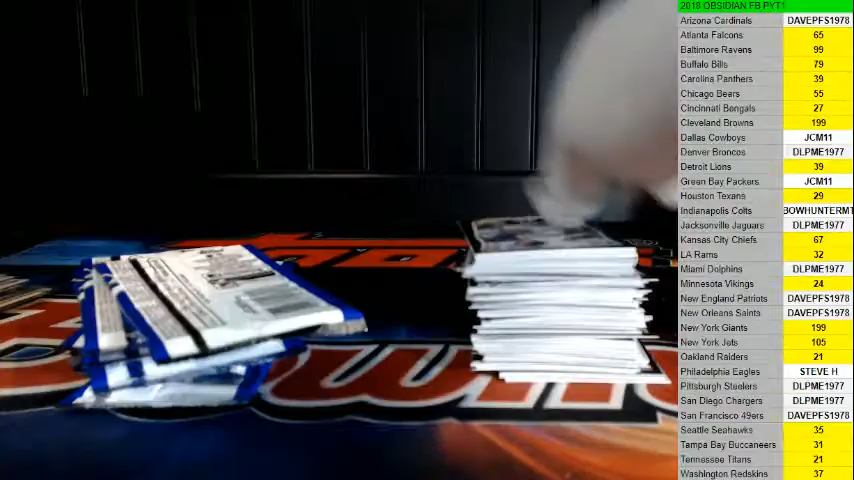 2018 OBSIDIAN FB PYT1
Arizona Cardinals DAVEPFS1978
Atlanta Falcons 65
Baltimore Ravens 99
Buffalo Bills 79
Carolina Panthers 39
Chicago Bears 55
Cincinnati Bengals 27
Cleveland Browns 199
Dallas Cowboys JCM11
Denver Broncos DLPME1977
Detroit Lions 39
Green Bay Packers JCM11
Houston Texans 29
Indianapolis Colts BOWHUNTERMT
Jacksonville Jaguars DLPME1977
Kansas City Chiefs 67
LA Rams 32
Miami Dolphins DLPME1977
Minnesota Vikings 24
New England Patriots DAVEPFS1978
New Orleans Saints DAVEPFS1978
New York Giants 199
New York Jets 105
Oakland Raiders 21
Philadelphia Eagles STEVE H
Pittsburgh Steelers DLPME1977
San Diego Chargers DLPME1977
San Francisco 49ers DAVEPFS1978
Seattle Seahawks 35
Tampa Bay Buccaneers 31
Tennessee Titans 21
Washington Redskins 37